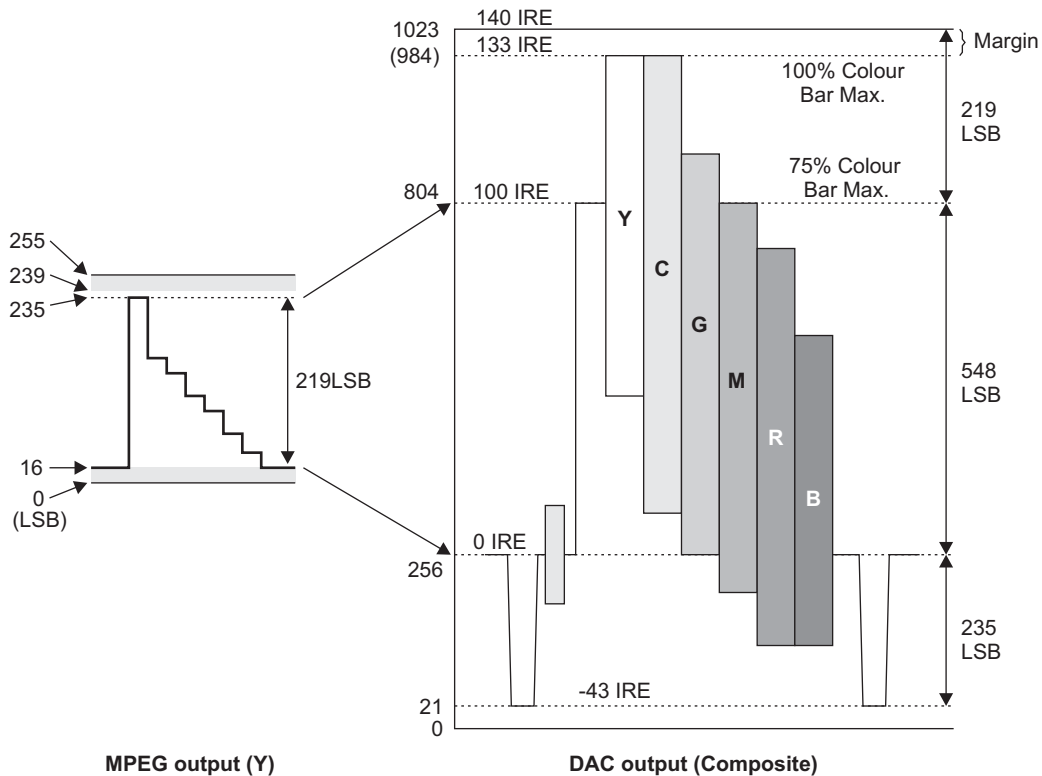 140 IRE
1023
(984)
133 IRE
Margin
100% Colour
Bar Max.
219
LSB
75% Colour
Bar Max.
804
100 IRE
Y
C
G
M
R
B
255
239
235
219LSB
16
0
(LSB)
548
LSB
0 IRE
256
235
LSB
-43 IRE
21
0
MPEG output (Y)
DAC output (Composite)